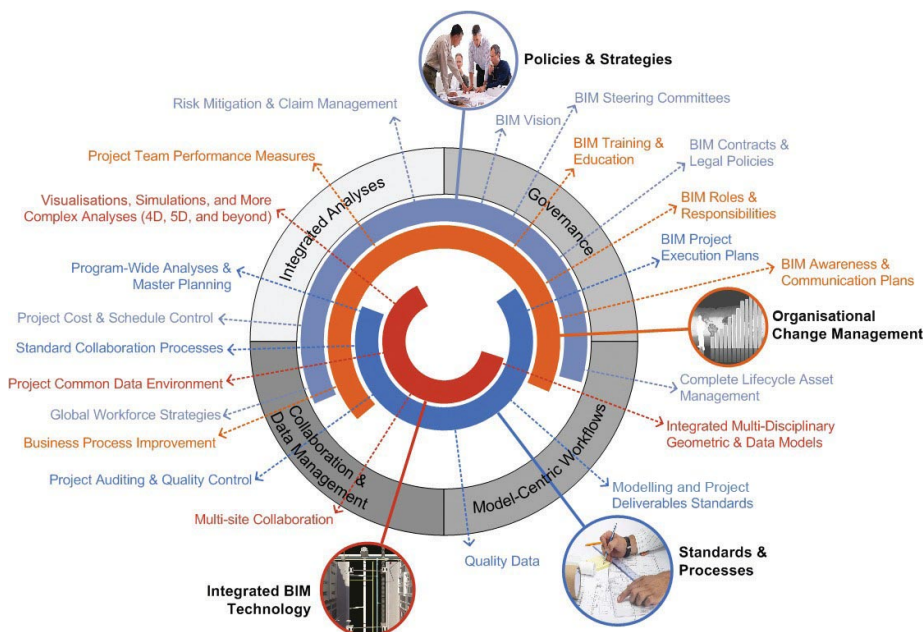 Policies & Strategies
Risk Mitigation & Claim Management
BIM Steering Committees
BIM Vision
Project Team Performance Measures
BIM Training &
Education
BIM Contracts &
Legal Policies
Visualisations, Simulations, and More
Complex Analyses (4D, 5D, and beyond)
Integrated Analyses
Governance
BIM Roles &
Responsibilities
Program-Wide Analyses &
Master Planning
BIM Project
Execution Plans
BIM Awareness &
Communication Plans
Project Cost & Schedule Control
Organisational
Change Management
Standard Collaboration Processes
Project Common Data Environment
Complete Lifecycle Asset
Management
Global Workforce Strategies
Business Process Improvement
Integrated Multi-Disciplinary
Geometric & Data Models
Collaboration &
Data Management
Model-Centric Workflows
Project Auditing & Quality Control
Modelling and Project
Deliverables Standards
Multi-site Collaboration
Quality Data
Standards &
Processes
Integrated BIM
Technology